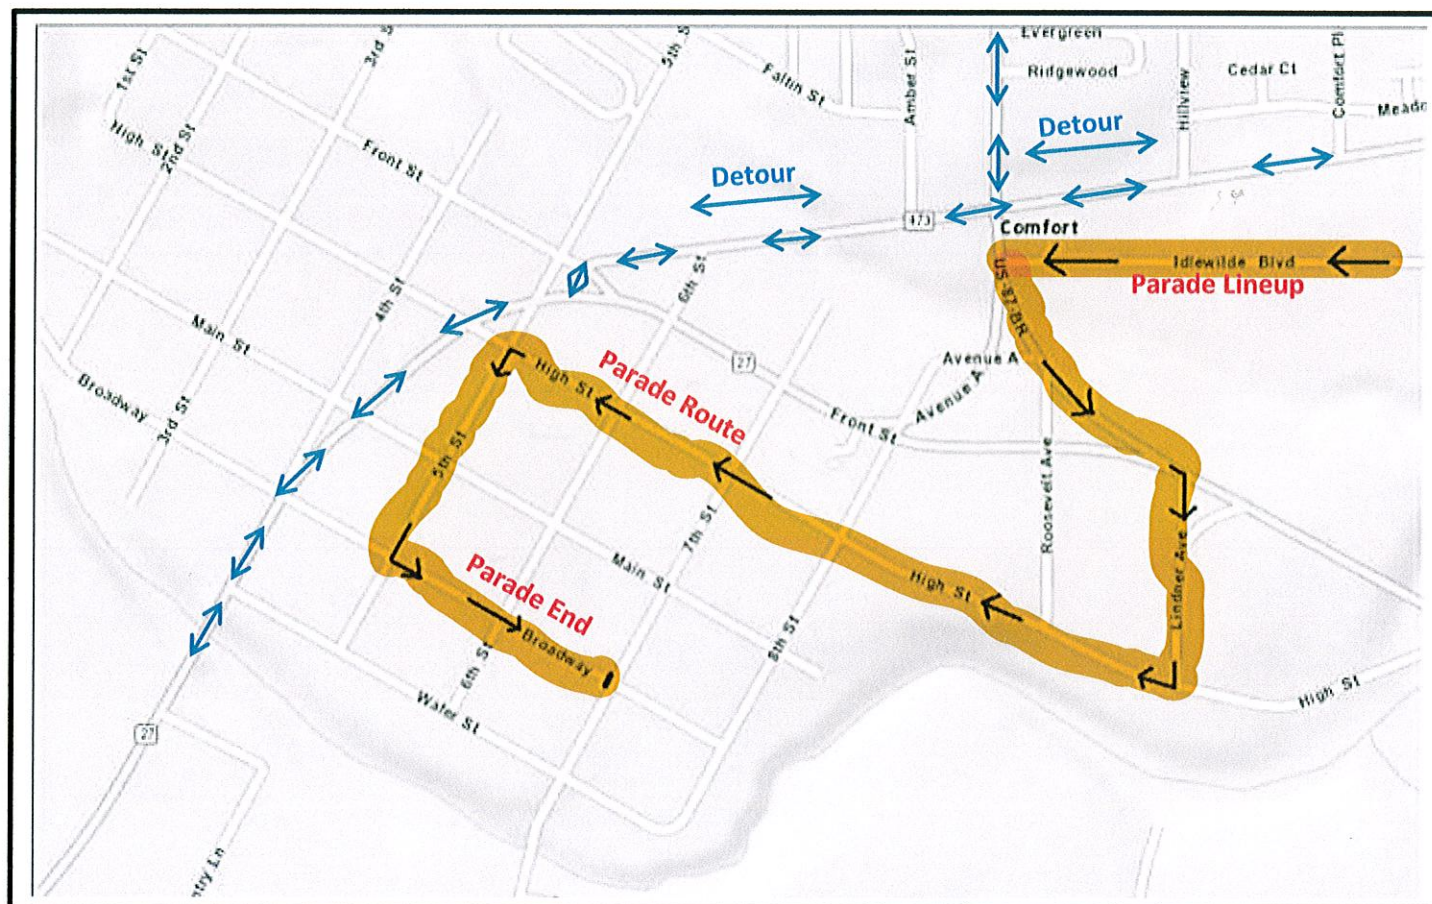 Evergreen
Ridgewood
Cedar Ct
Comfort Pl
Hillview
Amber St
Faltin St
5th S
3rd S
1st St
High St
2nd St
Front St
Detour
Detour
473
Comfort
Idlewilde Blvd
Parade Lineup
US-87-BR
6th St
4th St
Main St
Broadway
3rd St
High St
Parade Route
27
Avenue A
Avenue A
Front St
5th St
7th St
Roosevelt Ave
Lindner Ave
High St
Main St
8th St
Parade End
Broadway
6th St
Water St
High St
27
ntry Ln